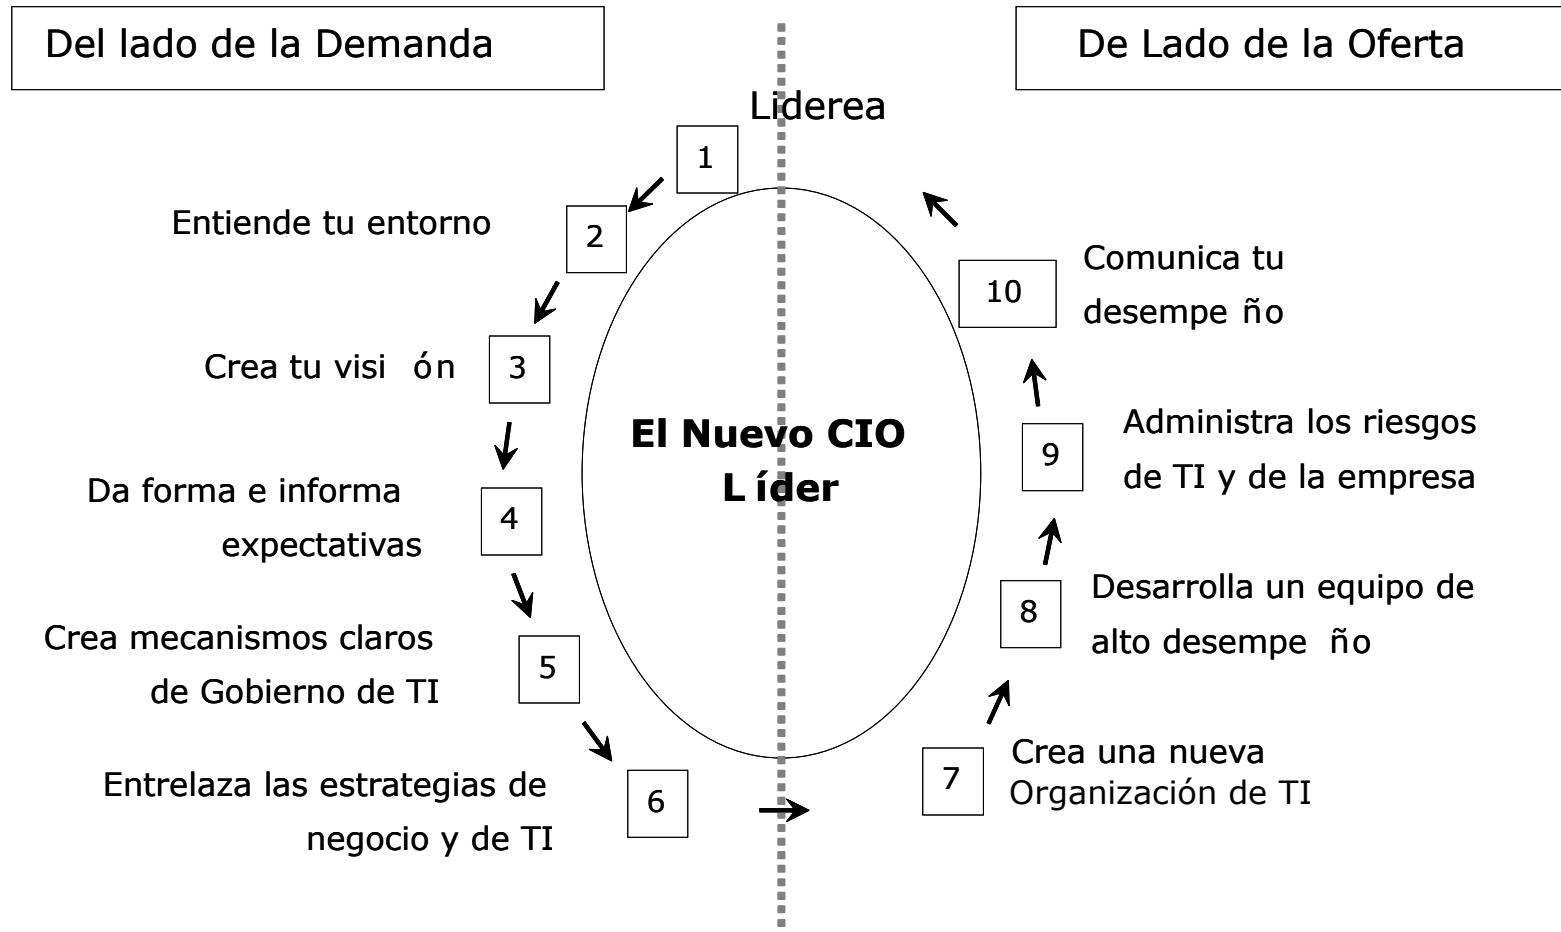 Del lado de la Demanda
De Lado de la Oferta
Liderea
1
Entiende tu entorno
2
Crea tu visi ón
3
Da forma e informa
expectativas
4
Crea mecanismos claros
de Gobierno de TI
5
Entrelaza las estrategias de
negocio y de TI
6
El Nuevo CIO
L íder
7
Crea una nueva
Organización de TI
8
Desarrolla un equipo de
alto desempe ño
9
Administra los riesgos
de TI y de la empresa
10
Comunica tu
desempe ño